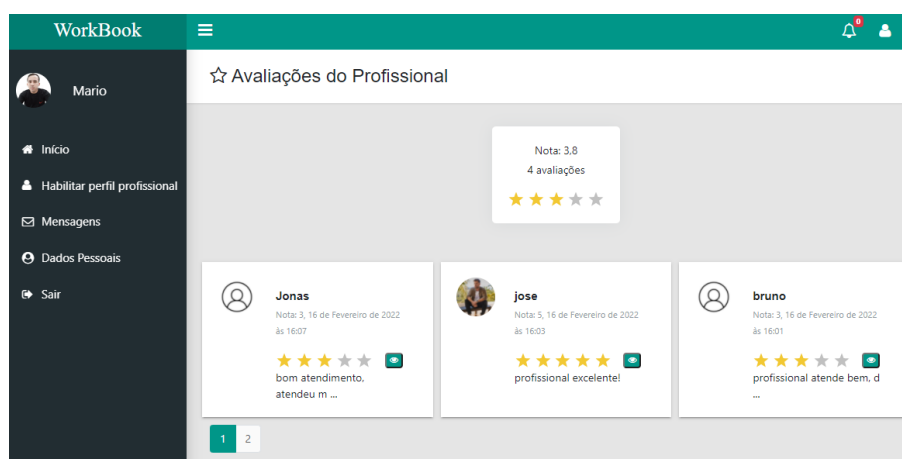 WorkBook
0
Mario
Início
Habilitar perfil profissional
Mensagens
Dados Pessoais
Sair
Avaliações do Profissional
Nota: 3.8
4 avaliações
Jonas
Nota: 3, 16 de Fevereiro de 2022
às 16:07
bom atendimento,
atendeu m ...
jose
Nota: 5, 16 de Fevereiro de 2022
às 16:03
profissional excelente!
bruno
Nota: 3, 16 de Fevereiro de 2022
às 16:01
profissional atende bem, d
...
1 2